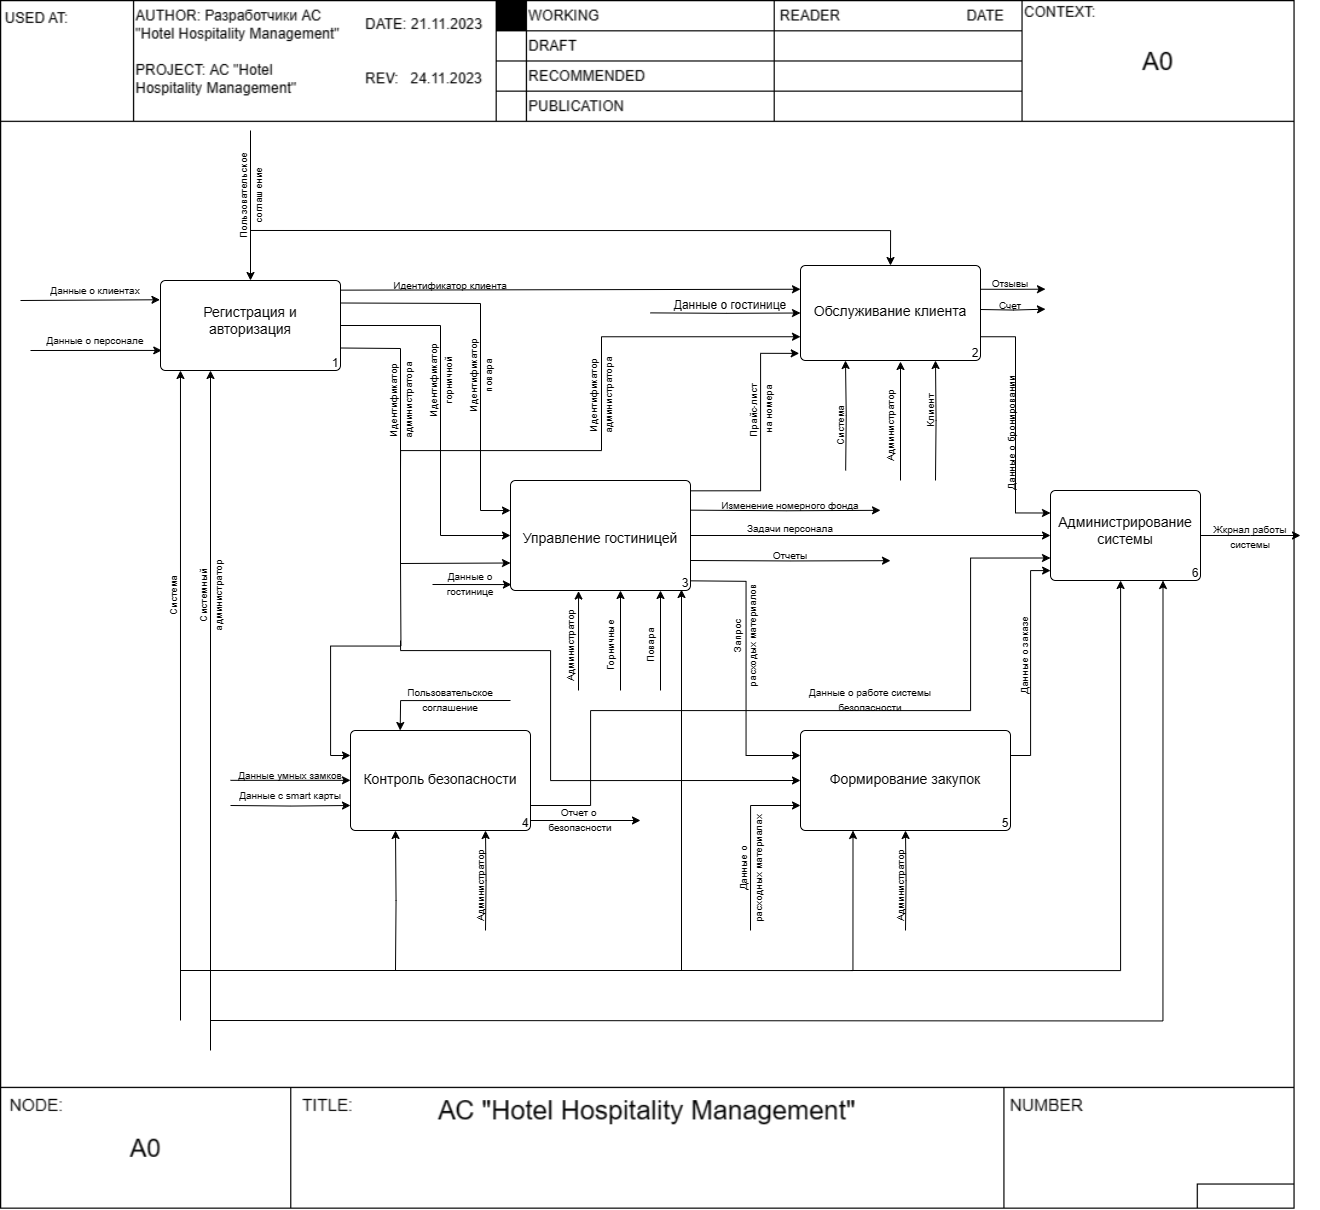 USED AT:
AUTHOR: Разработчики АС
"Hotel Hospitality Management"
DATE: 21.11.2023
PROJECT: АС "Hotel
Hospitality Management"
REV: 24.11.2023
WORKING
DRAFT
RECOMMENDED
PUBLICATION
READER
DATE
CONTEXT:
A0
Пользовательское
соглашение
Данные о клиентах
Данные о персонале
Регистрация и
авторизация
1
Идентификатор клиента
Данные о гостинице
Обслуживание клиента
2
Отзывы
Счет
Идентификатор
администратора
Идентификатор
горничной
Идентификатор
повара
Идентификатор
администратора
Прайс-лист
на номера
Система
Администратор
Клиент
Данные о бронировании
Управление гостиницей
3
Изменение номерного фонда
Задачи персонала
Отчеты
Данные о
гостинице
Администрирование
системы
6
Жкрнал работы
системы
Система
Системный
администратор
Администратор
Горничные
Повара
Запрос
расходых материалов
Данные о заказе
Пользовательское
соглашение
Данные о работе системы
безопасности
Контроль безопасности
4
Данные умных замков
Данные с smart карты
Отчет о
безопасности
Формирование закупок
5
Администратор
Данные о
расходных материалах
Администратор
NODE:
A0
TITLE:
АС "Hotel Hospitality Management"
NUMBER